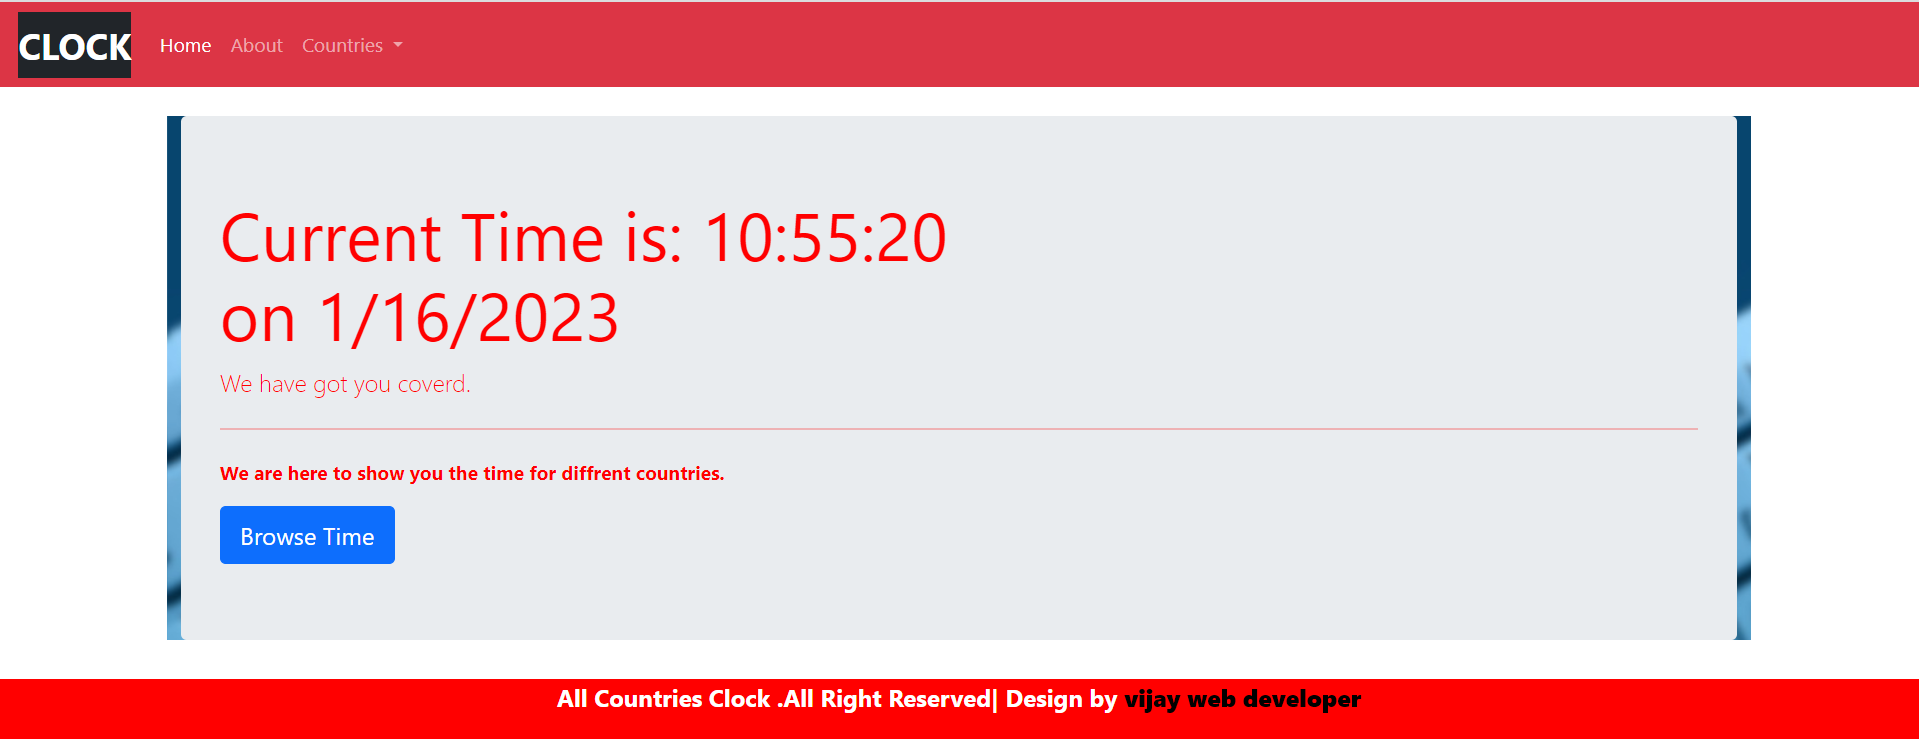 CLOCK Home About Countries
Current Time is: 10:55:20
on 1/16/2023
We have got you coverd.
We are here to show you the time for diffrent countries.
Browse Time
All Countries Clock .All Right Reserved| Design by vijay web developer